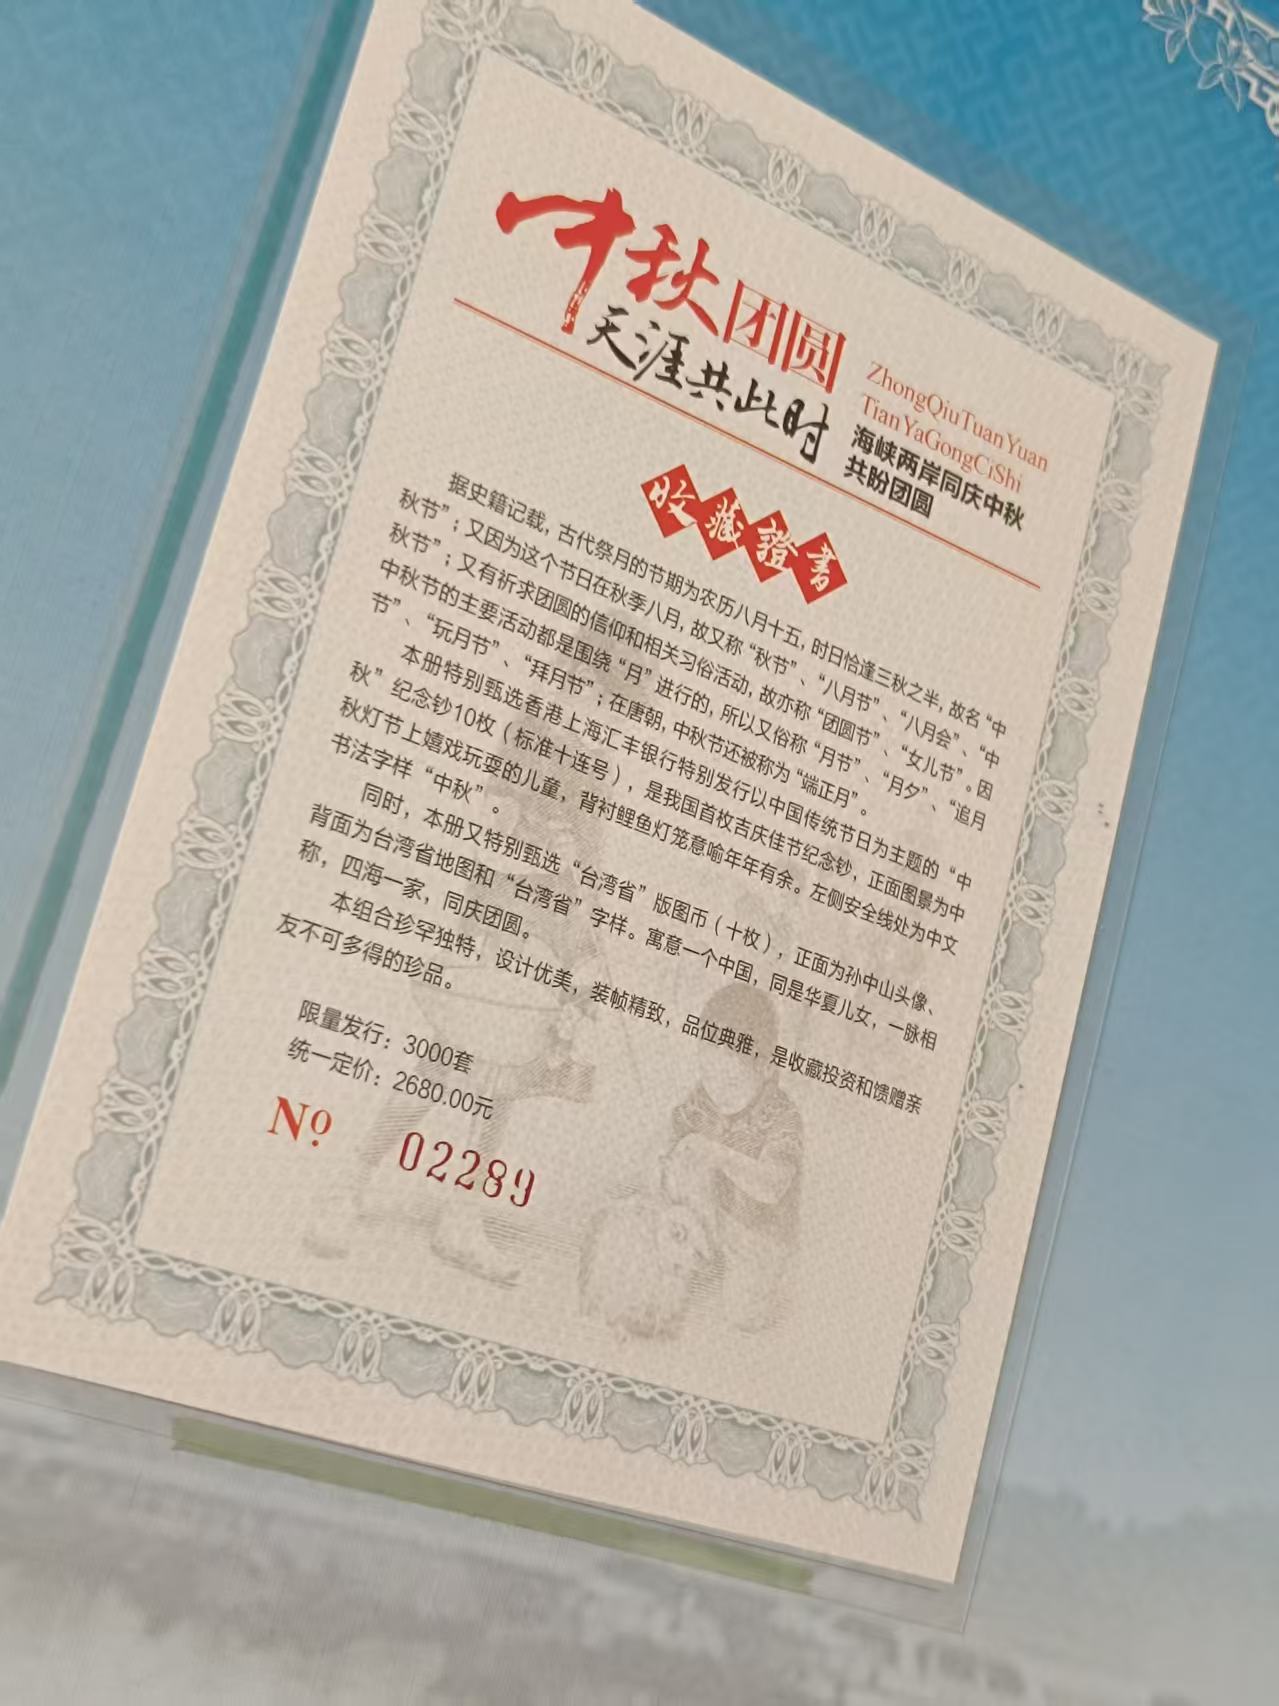 中秋团圆
天涯共此时
ZhongQiuTuanYuan
TianYaGongCiShi
海峡两岸同庆中秋
共盼团圆
收藏證書
据史籍记载，古代祭月的节期为农历八月十五，时日恰逢三秋之半，故名“中
秋节”；又因为这个节日在秋季八月，故又称“秋节”、“八月节”、“八月会”、“中
秋节”；又有祈求团圆的信仰和相关习俗活动，故亦称“团圆节”、“女儿节”。因
中秋节的主要活动都是围绕“月”进行的，所以又俗称“月节”、“月夕”、“追月
节”、“玩月节”、“拜月节”；在唐朝，中秋节还被称为“端正月”。
本册特别甄选香港上海汇丰银行特别发行以中国传统节日为主题的“中
秋”纪念钞10枚（标准十连号），是我国首枚吉庆佳节纪念钞，正面图景为中
秋灯节上嬉戏玩耍的儿童，背衬鲤鱼灯笼意喻年年有余。左侧安全线处为中文
书法字样“中秋”。
同时，本册又特别甄选“台湾省”版图币（十枚），正面为孙中山头像、
背面为台湾省地图和“台湾省”字样。寓意一个中国，同是华夏儿女，一脉相
称，四海一家，同庆团圆。
本组合珍罕独特，设计优美，装帧精致，品位典雅，是收藏投资和馈赠亲
友不可多得的珍品。
限量发行：3000套
统一定价：2680.00元
No 02289